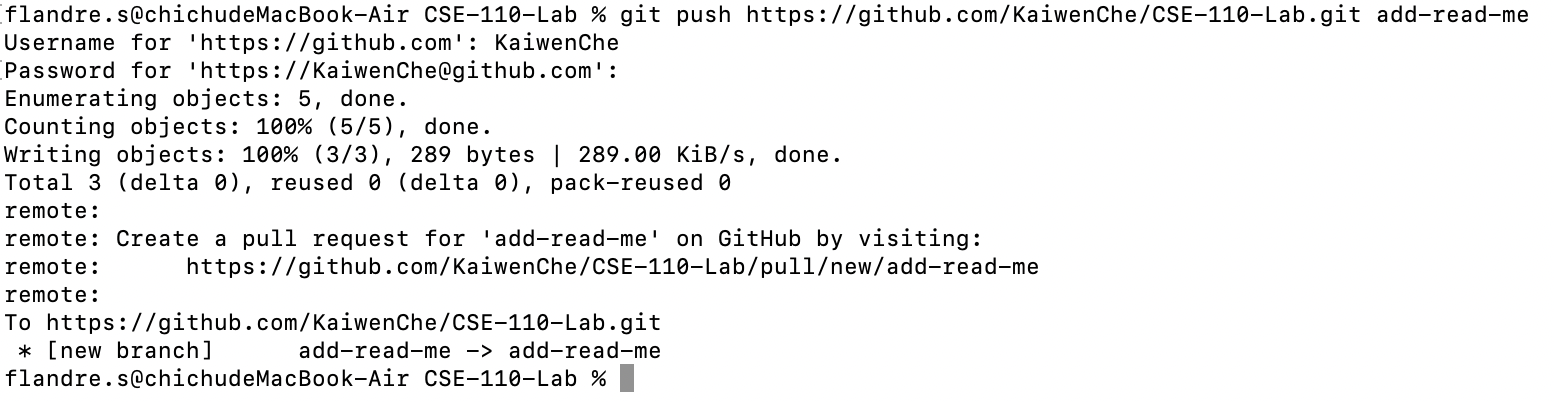 flandre.s@chichudeMacBook-Air CSE-110-Lab % git push https://github.com/KaiwenChe/CSE-110-Lab.git add-read-me
Username for 'https://github.com': KaiwenChe
Password for 'https://KaiwenChe@github.com':
Enumerating objects: 5, done.
Counting objects: 100% (5/5), done.
Writing objects: 100% (3/3), 289 bytes | 289.00 KiB/s, done.
Total 3 (delta 0), reused 0 (delta 0), pack-reused 0
remote:
remote: Create a pull request for 'add-read-me' on GitHub by visiting:
remote:      https://github.com/KaiwenChe/CSE-110-Lab/pull/new/add-read-me
remote:
To https://github.com/KaiwenChe/CSE-110-Lab.git
 * [new branch]      add-read-me -> add-read-me
flandre.s@chichudeMacBook-Air CSE-110-Lab %